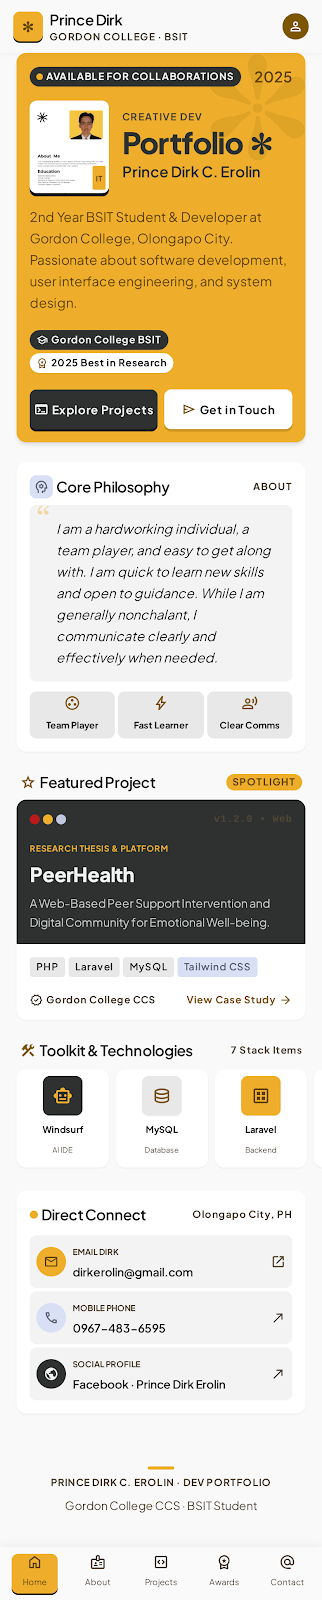 Prince Dirk
GORDON COLLEGE · BSIT
AVAILABLE FOR COLLABORATIONS
2025
About Me
Education
IT
CREATIVE DEV
Portfolio
Prince Dirk C. Erolin
2nd Year BSIT Student & Developer at
Gordon College, Olongapo City.
Passionate about software development,
user interface engineering, and system
design.
Gordon College BSIT
2025 Best in Research
Explore Projects
Get in Touch
Core Philosophy
ABOUT
“
I am a hardworking individual, a
team player, and easy to get along
with. I am quick to learn new skills
and open to guidance. While I am
generally nonchalant, I
communicate clearly and
effectively when needed.
Team Player
Fast Learner
Clear Comms
Featured Project
SPOTLIGHT
v1.2.0 • Web
RESEARCH THESIS & PLATFORM
PeerHealth
A Web-Based Peer Support Intervention and
Digital Community for Emotional Well-being.
PHP
Laravel
MySQL
Tailwind CSS
Gordon College CCS
View Case Study
Toolkit & Technologies
7 Stack Items
Windsurf
AI IDE
MySQL
Database
Laravel
Backend
Direct Connect
Olongapo City, PH
EMAIL DIRK
dirkerolin@gmail.com
MOBILE PHONE
0967-483-6595
SOCIAL PROFILE
Facebook · Prince Dirk Erolin
PRINCE DIRK C. EROLIN · DEV PORTFOLIO
Gordon College CCS · BSIT Student
Home
About
Projects
Awards
Contact